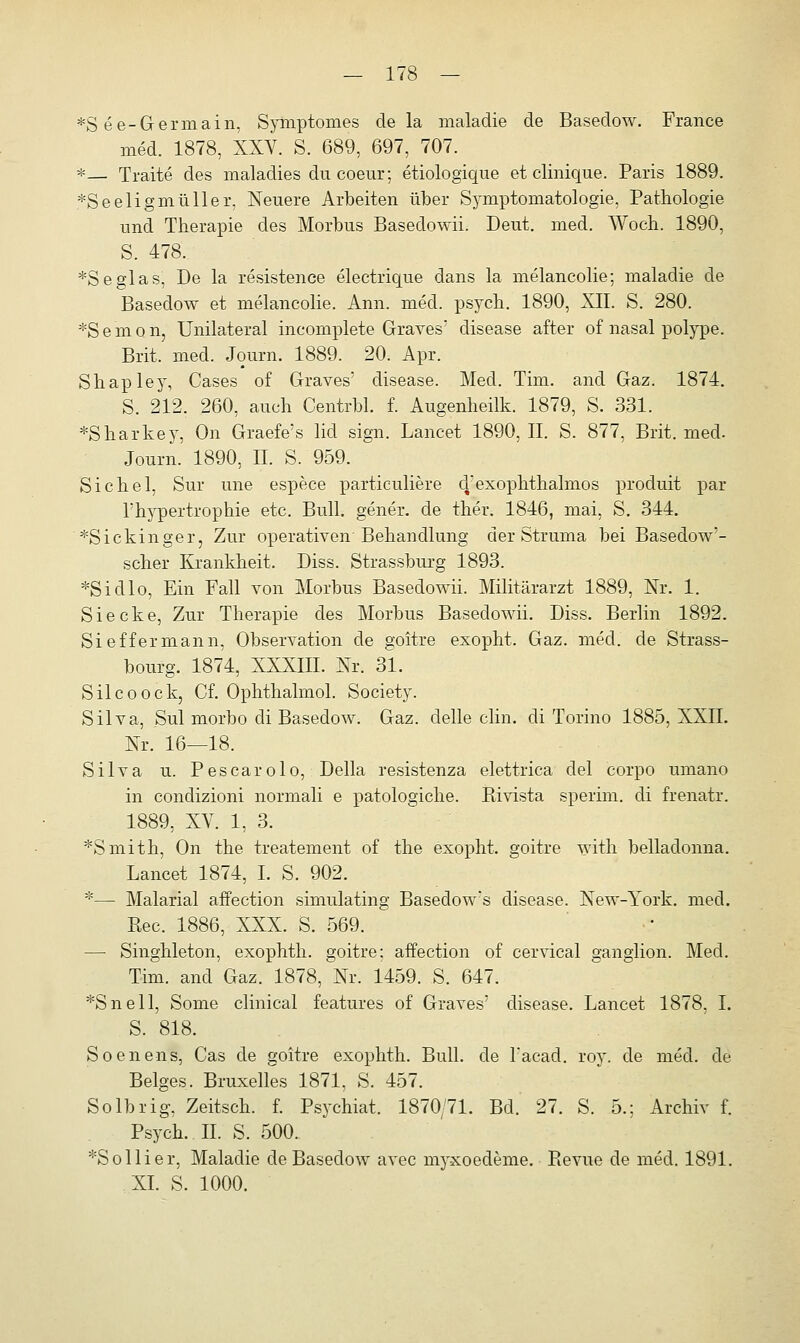 — 178 —
*Sée-Germain, Symptomes de la maladie de Basedow. France
méd. 1878, XXV. S. 689, 697, 707.
*— Traité des maladies du coeur; étiologique et clinique. Paris 1889.
*Seeligmüller, Neuere Arbeiten über Symptomatologie, Pathologie
und Therapie des Morbus Basedowii. Deut. med. Woch. 1890,
S. 478.
*Seglas, De la résistence électrique dans la mélancolie; maladie de
Basedow et mélancolie. Ann. méd. psych. 1890, XII. S. 280.
*Semon, Unilateral incomplete Graves' disease after of nasal polype.
Brit. med. Journ. 1889. 20. Apr.
Shapley, Cases of Graves' disease. Med. Tim. and Gaz. 1874.
S. 212. 260, auch Centrbl. f. Augenheilk. 1879, S. 331.
*Sharkey, On Graefe's lid sign. Lancet 1890, II. S. 877, Brit. med.
Journ. 1890, II. S. 959.
Sichel, Sur une espèce particulière d'exophthalmos produit par
l'hypertrophie etc. Bull. génér. de thér. 1846, mai, S. 344.
*Sickinger, Zur operativen Behandlung der Struma bei Basedow'-
scher Krankheit. Diss. Strassburg 1893.
*Sidlo, Ein Fall von Morbus Basedowii. Militärarzt 1889, Nr. 1.
Siecke, Zur Therapie des Morbus Basedowii. Diss. Berlin 1892.
Sieffermann, Observation de goître exopht. Gaz. méd. de Strass-
bourg. 1874, XXXIII. Nr. 31.
Silcoock, Cf. Ophthalmol. Society.
Silva, Sul morbo di Basedow. Gaz. delle clin. di Torino 1885, XXII.
Nr. 16—18.
Silva u. Pescarolo, Della resistenza elettrica del corpo umano
in condizioni normali e patologiche. Rivista sperim. di frenatr.
1889, XV. 1, 3.
*Smith, On the treatement of the exopht. goitre with belladonna.
Lancet 1874, I. S. 902.
*— Malarial affection simulating Basedow's disease. New-York. med.
Rec. 1886, XXX. S. 569.
— Singhleton, exophth. goitre; affection of cervical ganglion. Med.
Tim. and Gaz. 1878, Nr. 1459. S. 647.
*Snell, Some clinical features of Graves' disease. Lancet 1878, I.
S. 818.
Soenens, Cas de goître exophth. Bull. de l'acad. roy. de méd. de
Belges. Bruxelles 1871, S. 457.
Solbrig, Zeitsch. f. Psychiat. 1870/71. Bd. 27. S. 5.; Archiv f.
Psych. II. S. 500.
*Sollier, Maladie de Basedow avec myxoedème. Revue de méd. 1891.
XI. S. 1000.